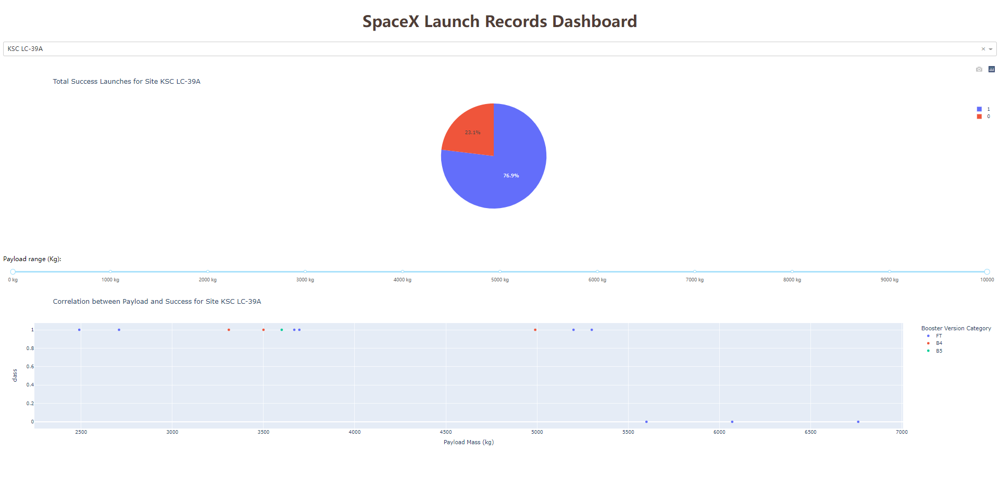 SpaceX Launch Records Dashboard
KSC LC-39A
Total Success Launches for Site KSC LC-39A
1
0
23.1%
76.9%
Payload range (Kg):
0 kg 1000 kg 2000 kg 3000 kg 4000 kg 5000 kg 6000 kg 7000 kg 8000 kg 9000 kg 10000
Correlation between Payload and Success for Site KSC LC-39A
Booster Version Category
FT
B4
B5
1
0.8
0.6
0.4
0.2
0
class
2500 3000 3500 4000 4500 5000 5500 6000 6500 7000
Payload Mass (kg)